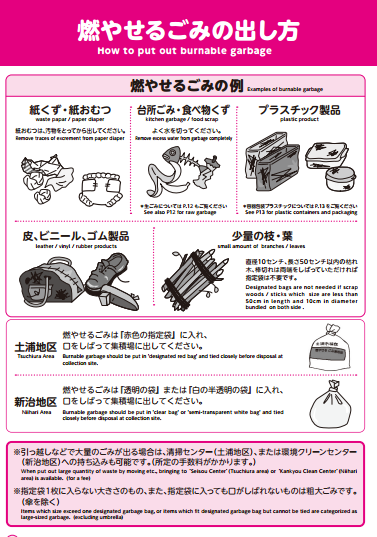 燃やせるごみの出し方
How to put out burnable garbage
燃やせるごみの例 Examples of burnable garbage
紙くず・紙おむつ
waste papar / paper diaper
紙おむつは、汚物をとってから出してください。
Remove traces of excrement from paper diaper
台所ごみ・食べ物くず
kitchen garbage / food scrap
よく水を切ってください。
Remove excess water from garbage completely
＊生ごみについてはP.12もご覧ください
See also P12 for raw garbage
プラスチック製品
plastic product
＊容器包装プラスチックについてはP.13をご覧ください
See P13 for plastic containers and packaging
皮、ビニール、ゴム製品
leather / vinyl / rubber products
少量の枝・葉
small amount of branches / leaves
直径10センチ、長さ50センチ以内の枯れ
木、棒切れは両端をしばっていただければ
指定袋は不要です。
Designated bags are not needed if scrap
woods / sticks which size are less than
50cm in length and 10cm in diameter
bundled on both side .
土浦地区
Tsuchiura Area
燃やせるごみは『赤色の指定袋』に入れ、
口をしばって集積場に出してください。
Burnable garbage should be put in 'designated red bag' and tied closely before disposal at
collection site.
新治地区
Niihari Area
燃やせるごみは『透明の袋』または『白の半透明の袋』に入れ、
口をしばって集積場に出してください。
Burnable garbage should be put in 'clear bag' or 'semi-transparent white bag' and tied
closely before disposal at collection site.
※引っ越しなどで大量のごみが出る場合は、清掃センター（土浦地区）、または環境クリーンセンター
（新治地区）への持ち込みも可能です。（所定の手数料がかかります。）
When put out large quantity of waste by moving etc., bringing to 'Seisou Center' (Tsuchiura area) or 'Kankyou Clean Center' (Niihari
area) is available. (for a fee)
※指定袋1枚に入らない大きさのもの、また、指定袋に入っても口がしばれないものは粗大ごみです。
（傘を除く）
Items which size exceed one designated garbage bag, or items which fit designated garbage bag but cannot be tied are categorized as
large-sized garbage. (excluding umbrella)